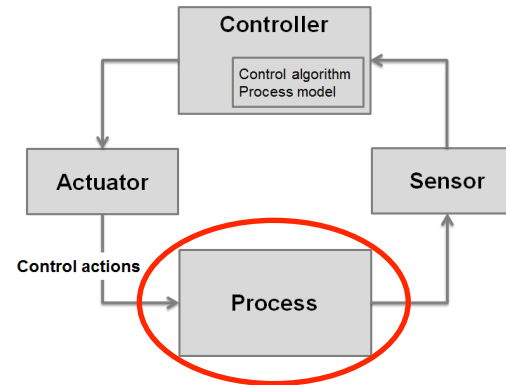 Controller
Control algorithm
Process model
Actuator
Sensor
Control actions
Process